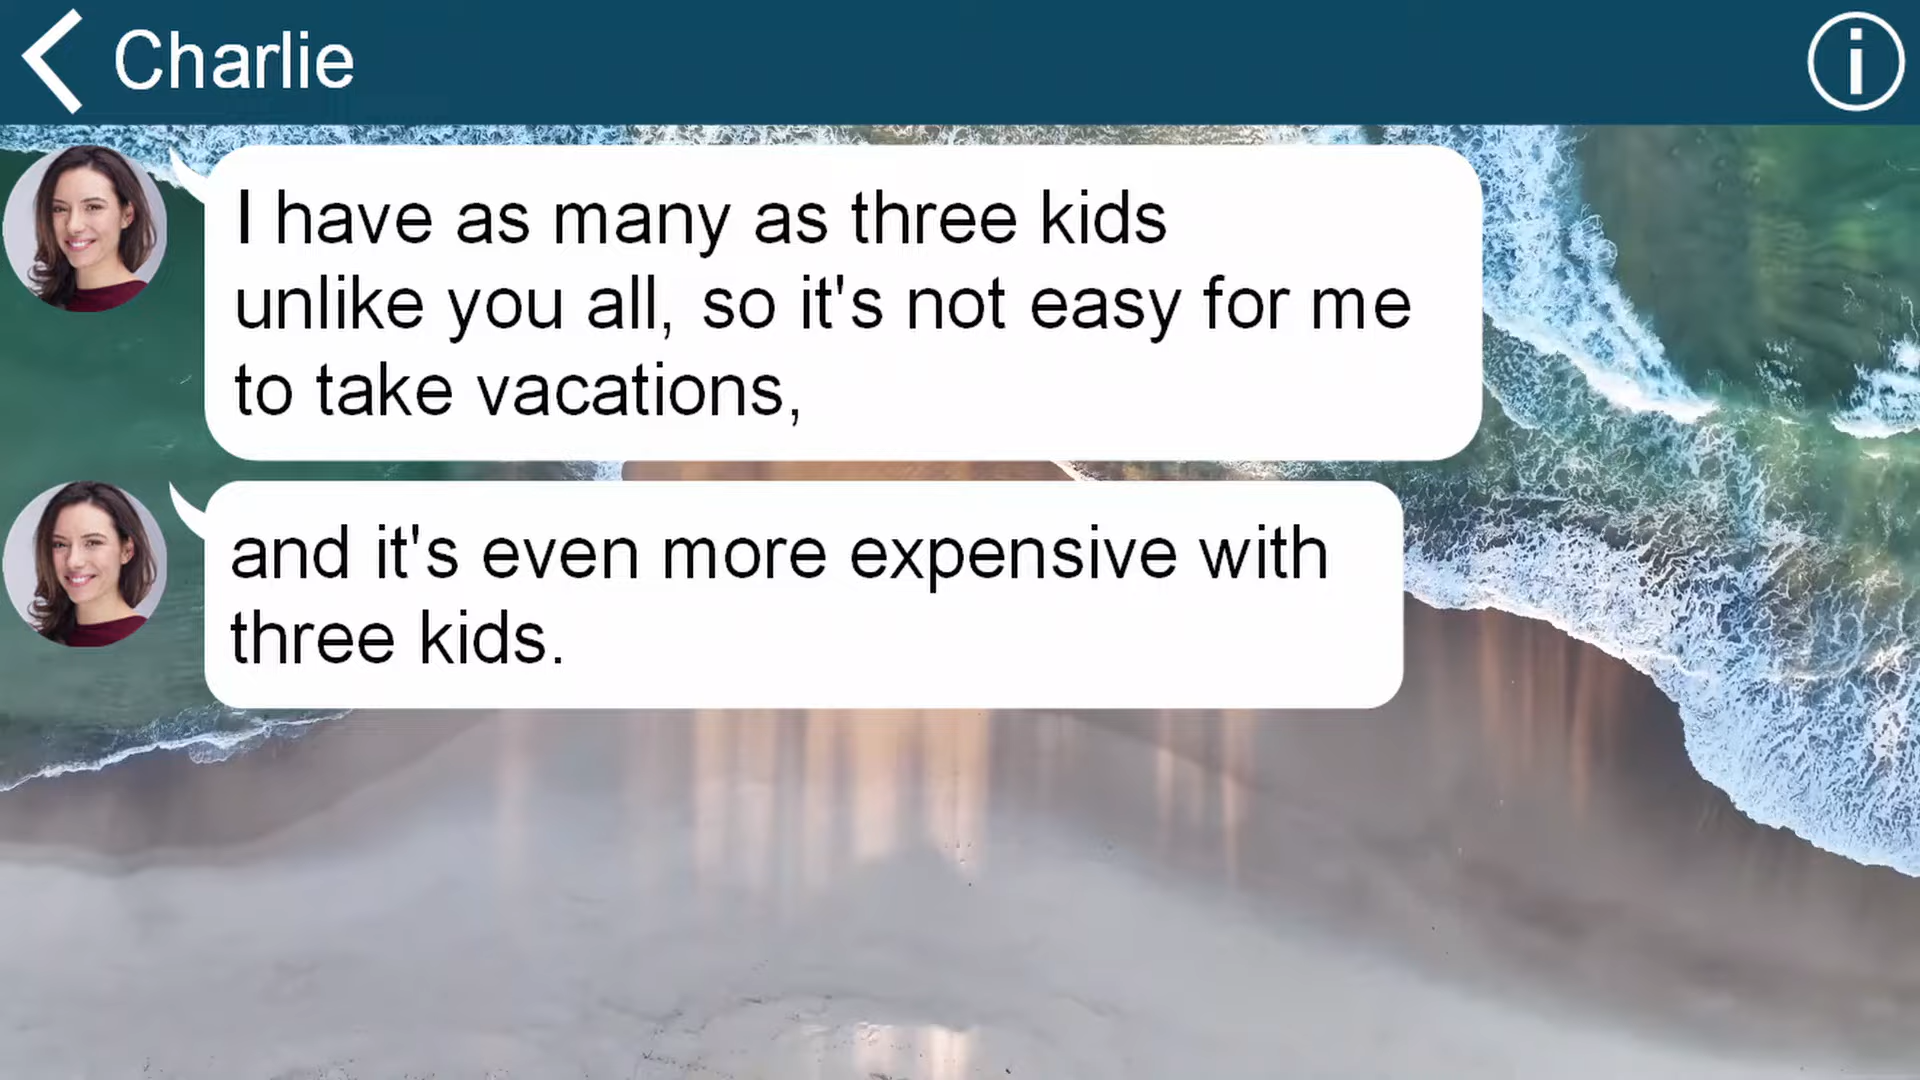 Charlie
I have as many as three kids
unlike you all, so it's not easy for me
to take vacations,
and it's even more expensive with
three kids.